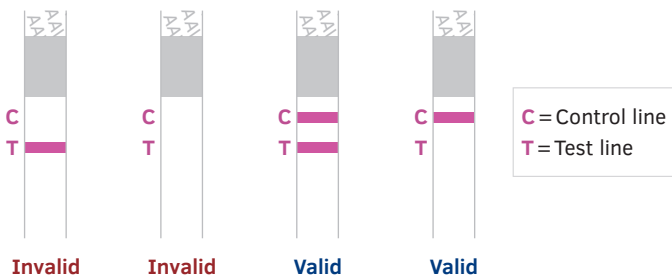 C
T
Invalid
C
T
Invalid
C
T
Valid
C
T
Valid
C = Control line
T = Test line